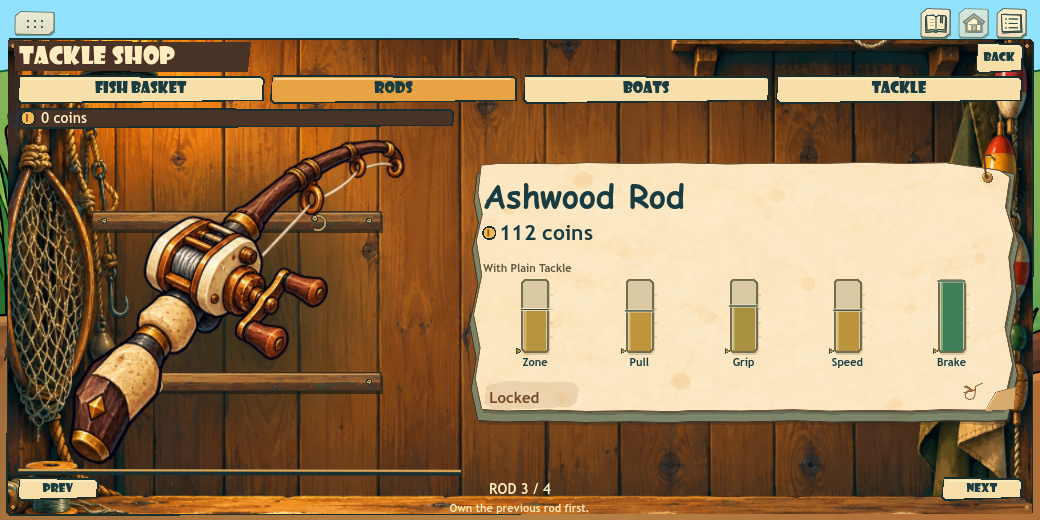 TACKLE SHOP
BACK
FISH BASKET
RODS
BOATS
TACKLE
0 coins
Ashwood Rod
112 coins
With Plain Tackle
Zone
Pull
Grip
Speed
Brake
Locked
PREV
ROD 3 / 4
NEXT
Own the previous rod first.